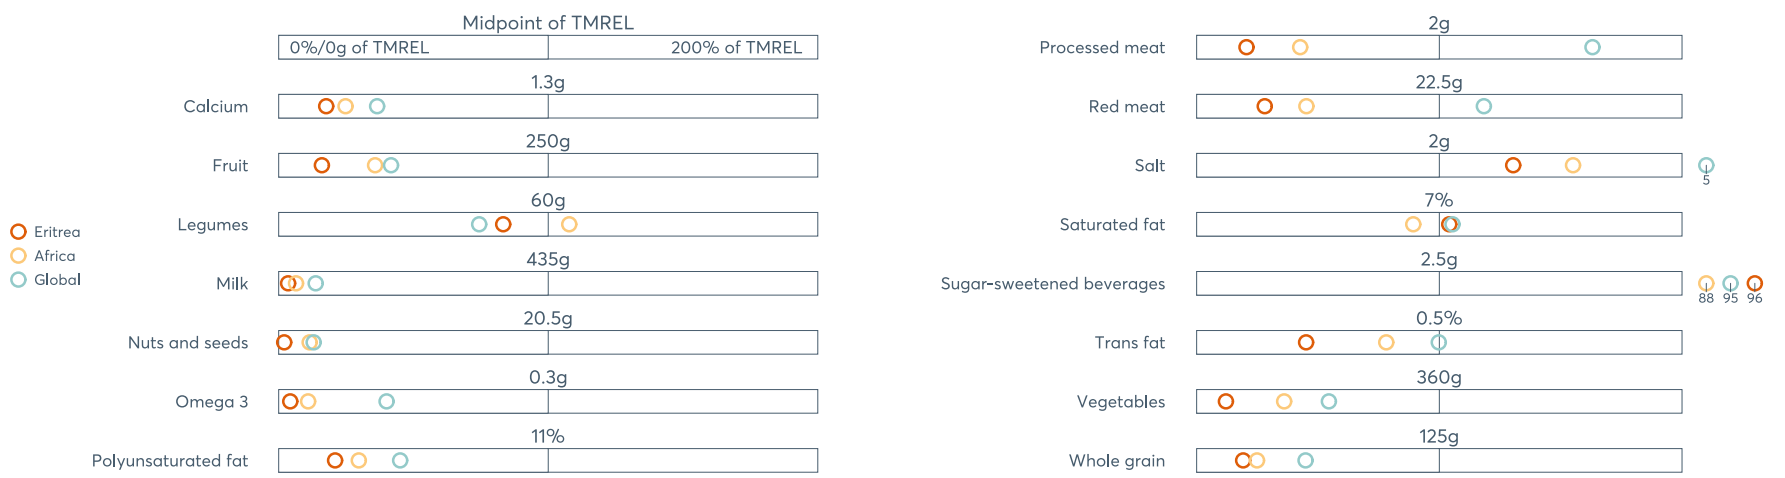 Midpoint of TMREL
0%/0g of TMREL 200% of TMREL
1.3g
Calcium
250g
Fruit
60g
Legumes
435g
Milk
20.5g
Nuts and seeds
0.3g
Omega 3
11%
Polyunsaturated fat
Eritrea
Africa
Global
2g
Processed meat
22.5g
Red meat
2g
Salt
5
7%
Saturated fat
2.5g
Sugar-sweetened beverages
88 95 96
0.5%
Trans fat
360g
Vegetables
125g
Whole grain